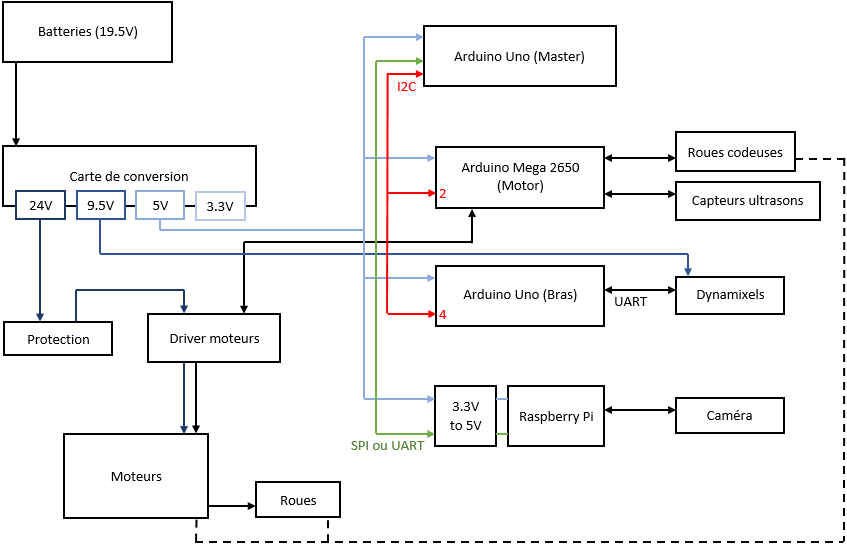 Batteries (19.5V)
Arduino Uno (Master)
I2C
Carte de conversion
24V
9.5V
5V
3.3V
Arduino Mega 2650
(Motor)
2
Roues codeuses
Capteurs ultrasons
Arduino Uno (Bras)
4
UART
Dynamixels
Protection
Driver moteurs
3.3V
to 5V
Raspberry Pi
Caméra
SPI ou UART
Moteurs
Roues